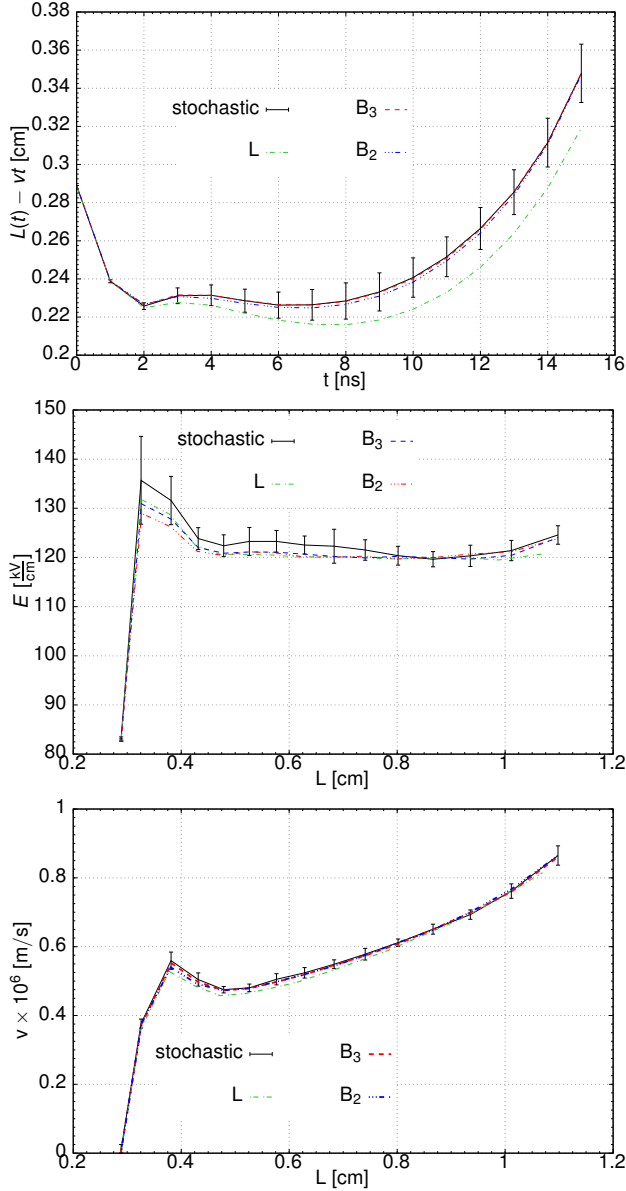 0.38
0.36
0.34
0.32
0.3
0.28
0.26
0.24
0.22
0.2
L(t) − vt [cm]
stochastic
B3
L
B2
0 2 4 6 8 10 12 14 16
t [ns]
150
140
130
120
110
100
90
80
E [kV/cm]
stochastic
B3
L
B2
0.2 0.4 0.6 0.8 1 1.2
L [cm]
1
0.8
0.6
0.4
0.2
0
v × 10^6 [m/s]
stochastic
B3
L
B2
0.2 0.4 0.6 0.8 1 1.2
L [cm]